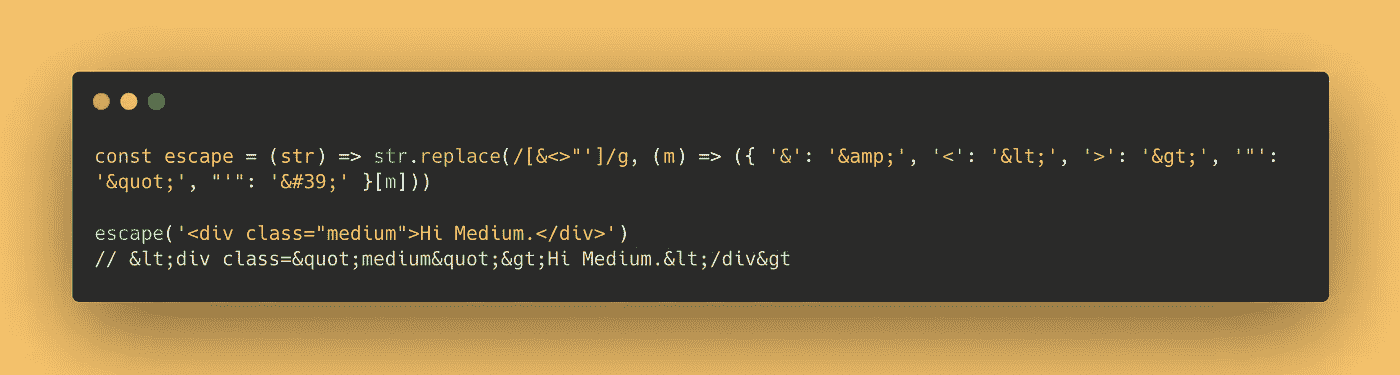 const escape = (str) => str.replace(/[&<>"']/g, (m) => ({ '&': '&amp;', '<': '&lt;', '>': '&gt;', '"':
'&quot;', "'": '&#39;' }[m]))
escape('<div class="medium">Hi Medium.</div>')
// &lt;div class=&quot;medium&quot;&gt;Hi Medium.&lt;/div&gt